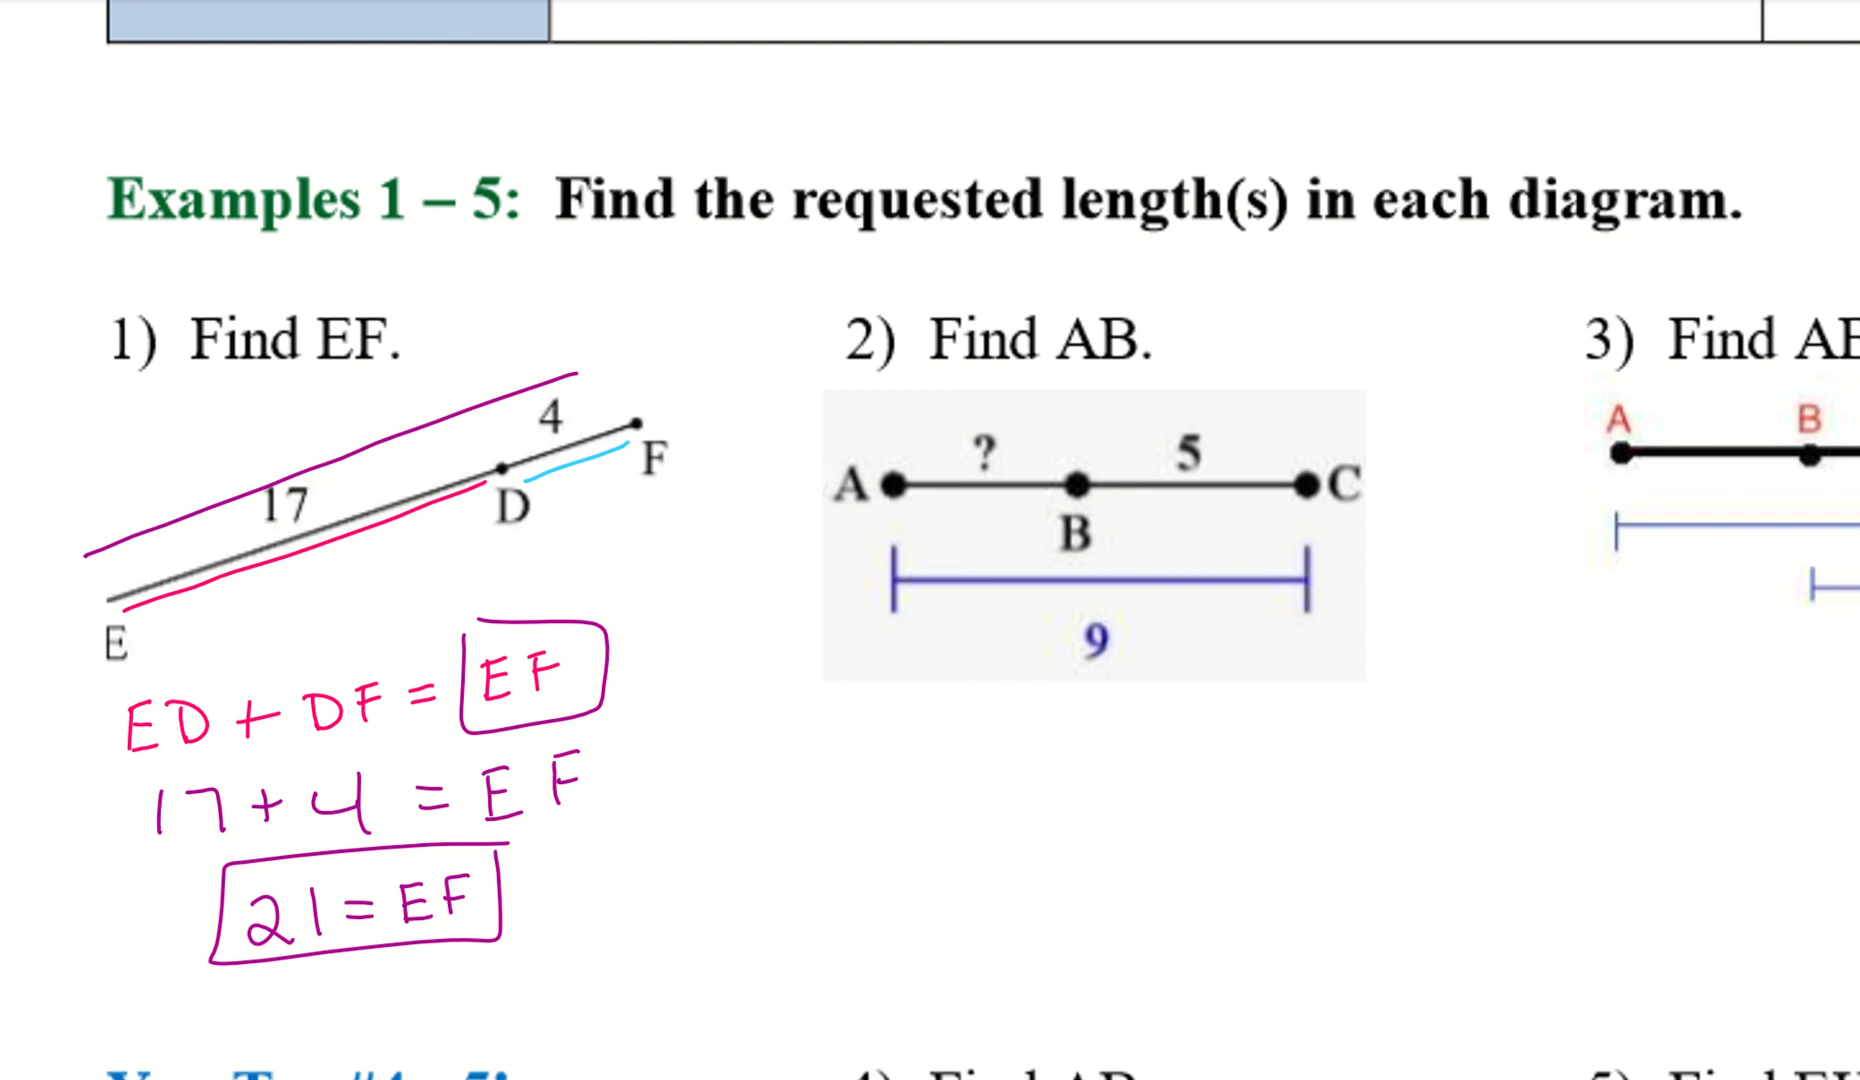 Examples 1 – 5: Find the requested length(s) in each diagram.
1) Find EF.
4
F
17
D
E
ED + DF = EF
17 + 4 = EF
21 = EF
2) Find AB.
? 5
A C
B
9
3) Find
A B